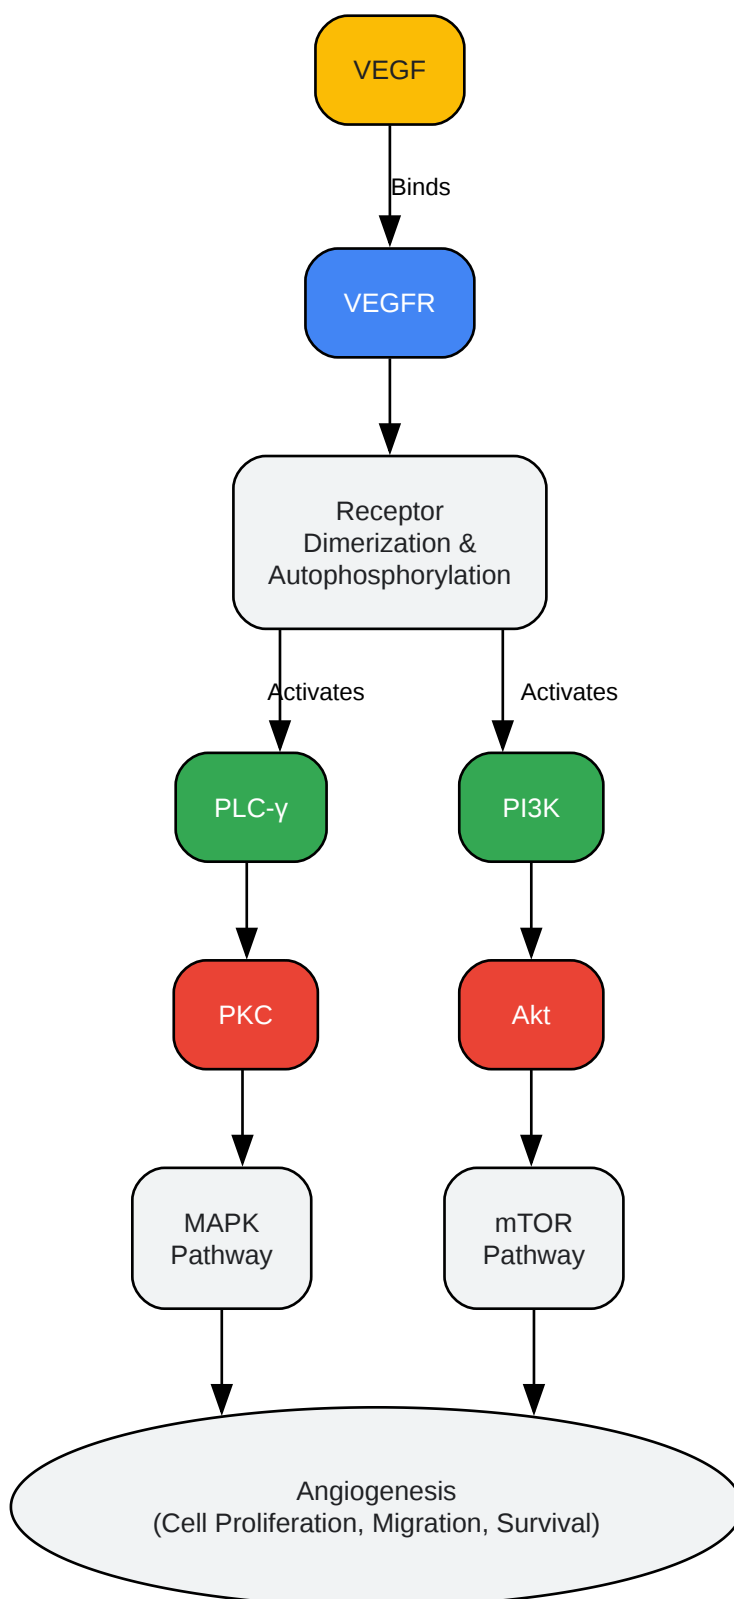 VEGF
Binds
VEGFR
Receptor
Dimerization &
Autophosphorylation
Activates
Activates
PLC-γ
PI3K
PKC
Akt
MAPK
Pathway
mTOR
Pathway
Angiogenesis
(Cell Proliferation, Migration, Survival)